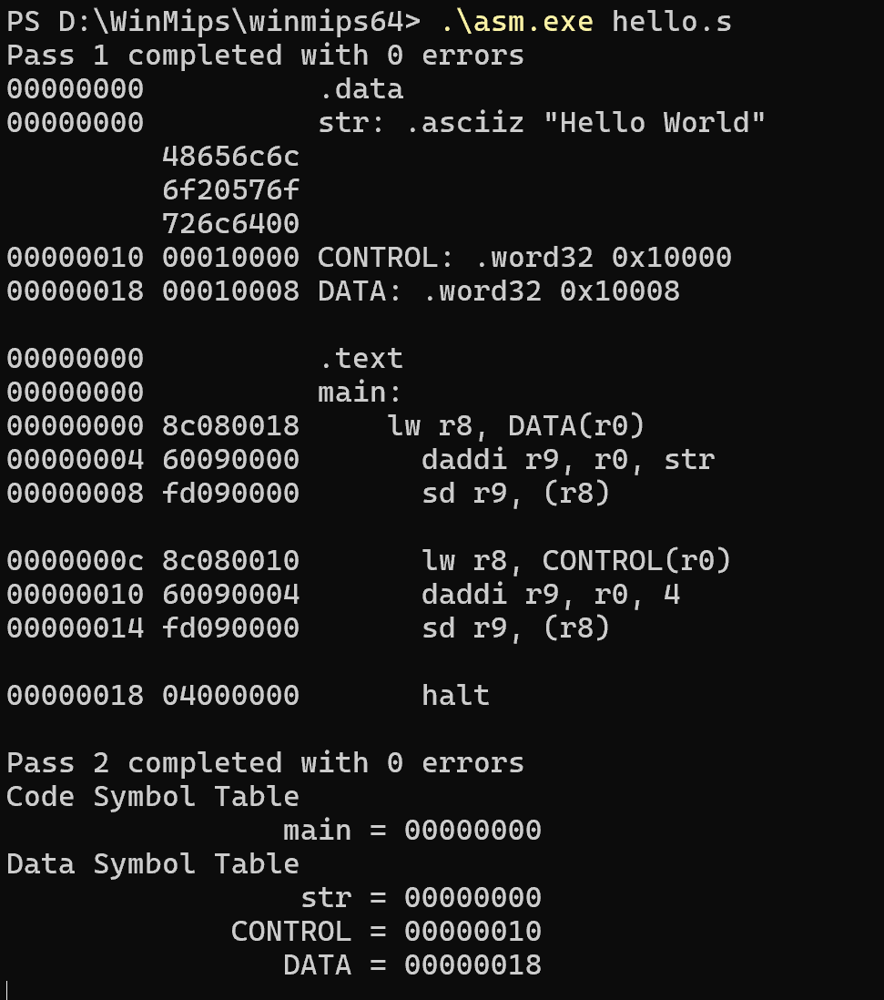 PS D:\WinMips\winmips64> .\asm.exe hello.s
Pass 1 completed with 0 errors
00000000          .data
00000000          str: .asciiz "Hello World"
         48656c6c
         6f20576f
         726c6400
00000010 00010000 CONTROL: .word32 0x10000
00000018 00010008 DATA: .word32 0x10008

00000000          .text
00000000          main:
00000000 8c080018     lw r8, DATA(r0)
00000004 60090000       daddi r9, r0, str
00000008 fd090000       sd r9, (r8)

0000000c 8c080010       lw r8, CONTROL(r0)
00000010 60090004       daddi r9, r0, 4
00000014 fd090000       sd r9, (r8)

00000018 04000000       halt

Pass 2 completed with 0 errors
Code Symbol Table
                main = 00000000
Data Symbol Table
                 str = 00000000
             CONTROL = 00000010
                DATA = 00000018